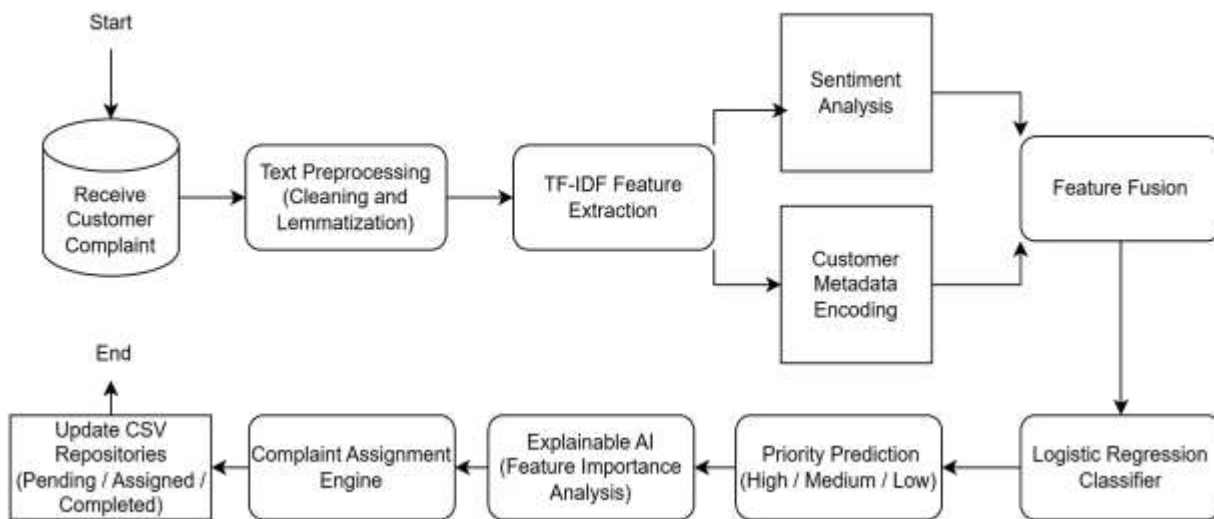 Start
Receive
Customer
Complaint
Text Preprocessing
(Cleaning and
Lemmatization)
TF-IDF Feature
Extraction
Sentiment
Analysis
Customer
Metadata
Encoding
Feature Fusion
Logistic Regression
Classifier
Priority Prediction
(High / Medium / Low)
Explainable AI
(Feature Importance
Analysis)
Complaint Assignment
Engine
Update CSV
Repositories
(Pending / Assigned /
Completed)
End